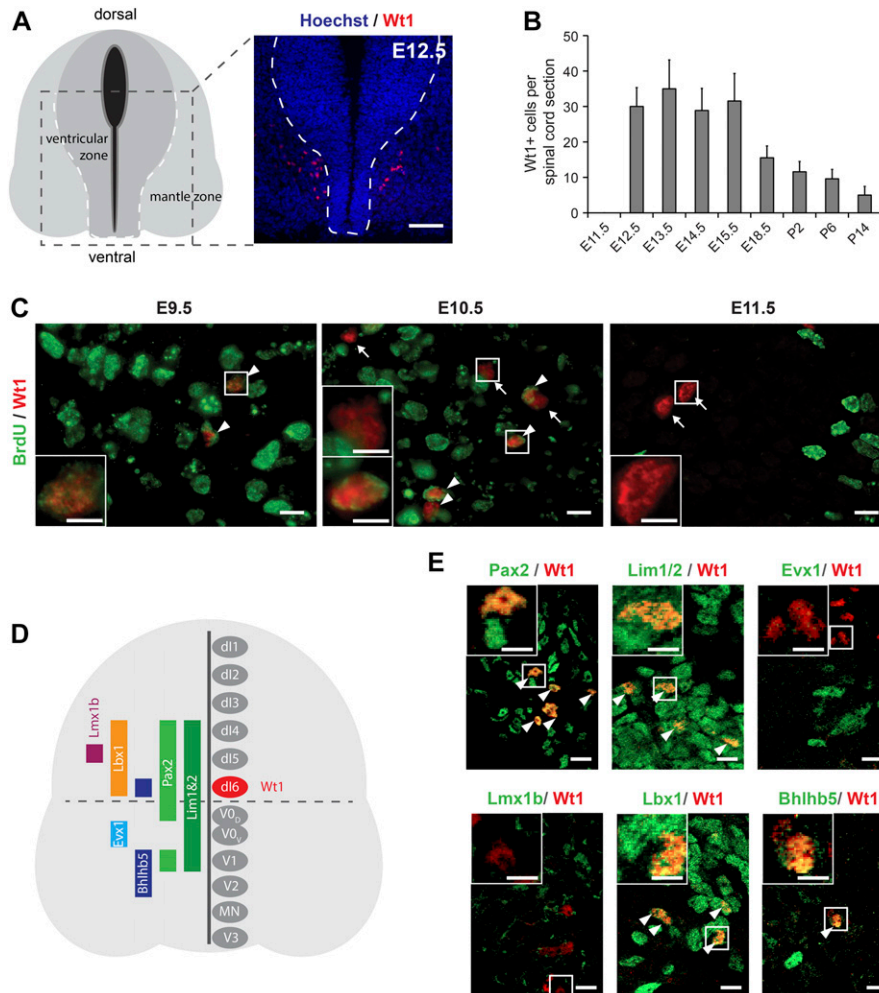 A
dorsal
ventricular
zone
mantle zone
ventral
Hoechst / Wt1
E12.5
B
Wt1+ cells per
spinal cord section
50
40
30
20
10
0
E11.5
E12.5
E13.5
E14.5
E15.5
E18.5
P2
P6
P14
C
E9.5
E10.5
E11.5
BrdU / Wt1
D
Lmx1b
Lbx1
Evx1
Bhlhb5
Pax2
Lim1&2
dI1
dI2
dI3
dI4
dI5
dI6
Wt1
V0D
V0V
V1
V2
MN
V3
E
Pax2 / Wt1
Lim1/2 / Wt1
Evx1/ Wt1
Lmx1b/ Wt1
Lbx1/ Wt1
Bhlhb5/ Wt1